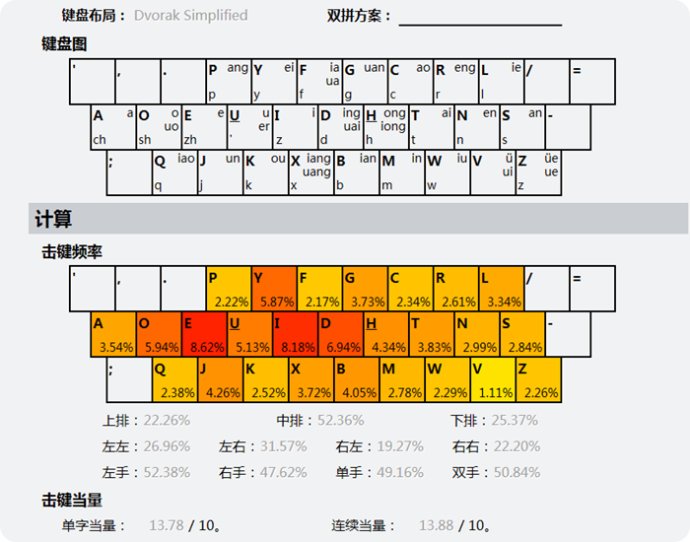 键盘布局： Dvorak Simplified 双拼方案：
键盘图
' , . P ang Y ei F ia G uan C ao R eng L ie / =
ua
p y f g c r l
A a O o E e U u I i D ing H ong T ai N en S an -
uo er uai iong
ch sh zh ' z d h t n s
; Q iao J un K ou X iang B ian M in W iu V ü Z üe
uang ui ue
q j k x b m w z
计算
击键频率
' , . P Y F G C R L / =
2.22% 5.87% 2.17% 3.73% 2.34% 2.61% 3.34%
A O E U I D H T N S -
3.54% 5.94% 8.62% 5.13% 8.18% 6.94% 4.34% 3.83% 2.99% 2.84%
; Q J K X B M W V Z
2.38% 4.26% 2.52% 3.72% 4.05% 2.78% 2.29% 1.11% 2.26%
上排：22.26% 中排：52.36% 下排：25.37%
左左：26.96% 左右：31.57% 右左：19.27% 右右：22.20%
左手：52.38% 右手：47.62% 单手：49.16% 双手：50.84%
击键当量
单字当量： 13.78 / 10。 连续当量： 13.88 / 10。